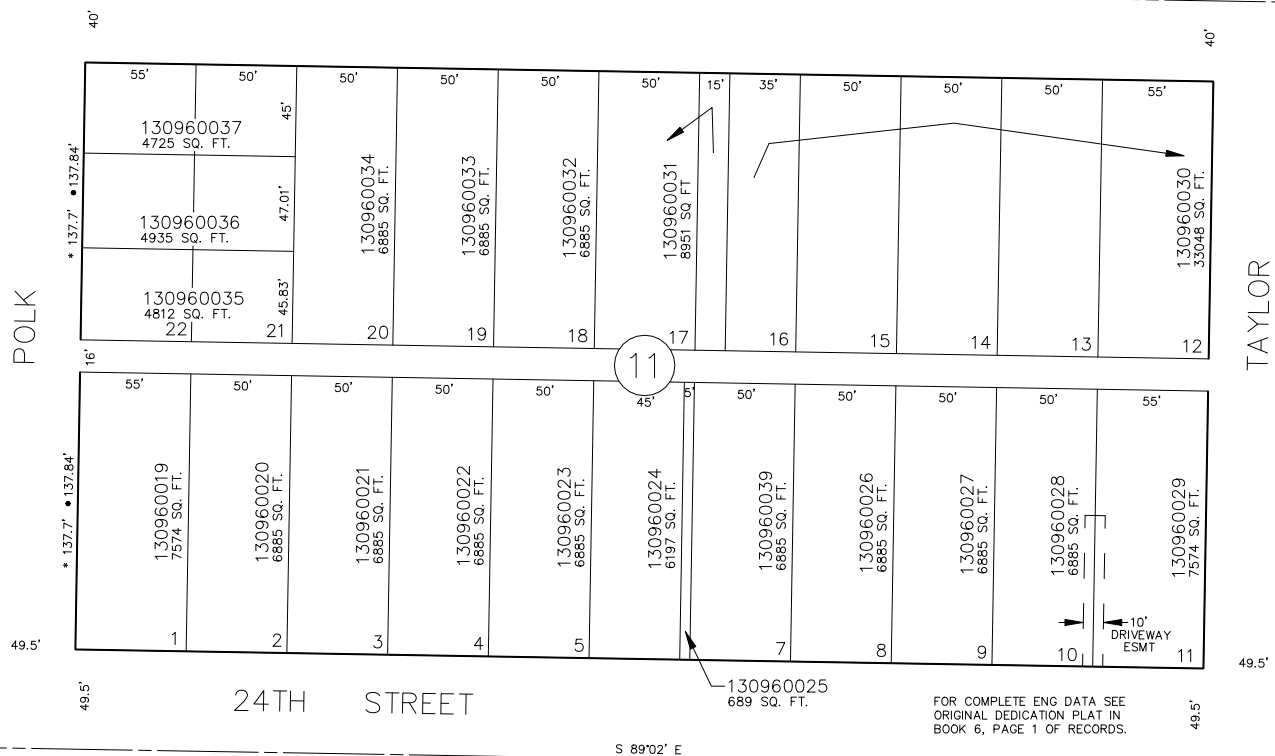 40'
40'
55'
50'
50'
50'
50'
50'
15'
35'
50'
50'
50'
55'
45'
130960037
4725 SQ. FT.
* 137.7' ● 137.84'
47.01'
130960036
4935 SQ. FT.
45.83'
130960035
4812 SQ. FT.
130960034
6885 SQ. FT.
130960033
6885 SQ. FT.
130960032
6885 SQ. FT.
130960031
8951 SQ FT
130960030
33048 SQ. FT.
22
21
20
19
18
17
16
15
14
13
12
POLK
TAYLOR
16'
11
55'
50'
50'
50'
50'
45'
5'
50'
50'
50'
50'
55'
* 137.7' ● 137.84'
130960019
7574 SQ. FT.
130960020
6885 SQ. FT.
130960021
6885 SQ. FT.
130960022
6885 SQ. FT.
130960023
6885 SQ. FT.
130960024
6197 SQ. FT.
130960039
6885 SQ. FT.
130960026
6885 SQ. FT.
130960027
6885 SQ. FT.
130960028
6885 SQ. FT.
130960029
7574 SQ. FT.
10'
DRIVEWAY
ESMT
1
2
3
4
5
7
8
9
10
11
49.5'
49.5'
49.5'
49.5'
130960025
689 SQ. FT.
24TH STREET
FOR COMPLETE ENG DATA SEE
ORIGINAL DEDICATION PLAT IN
BOOK 6, PAGE 1 OF RECORDS.
S 89°02' E